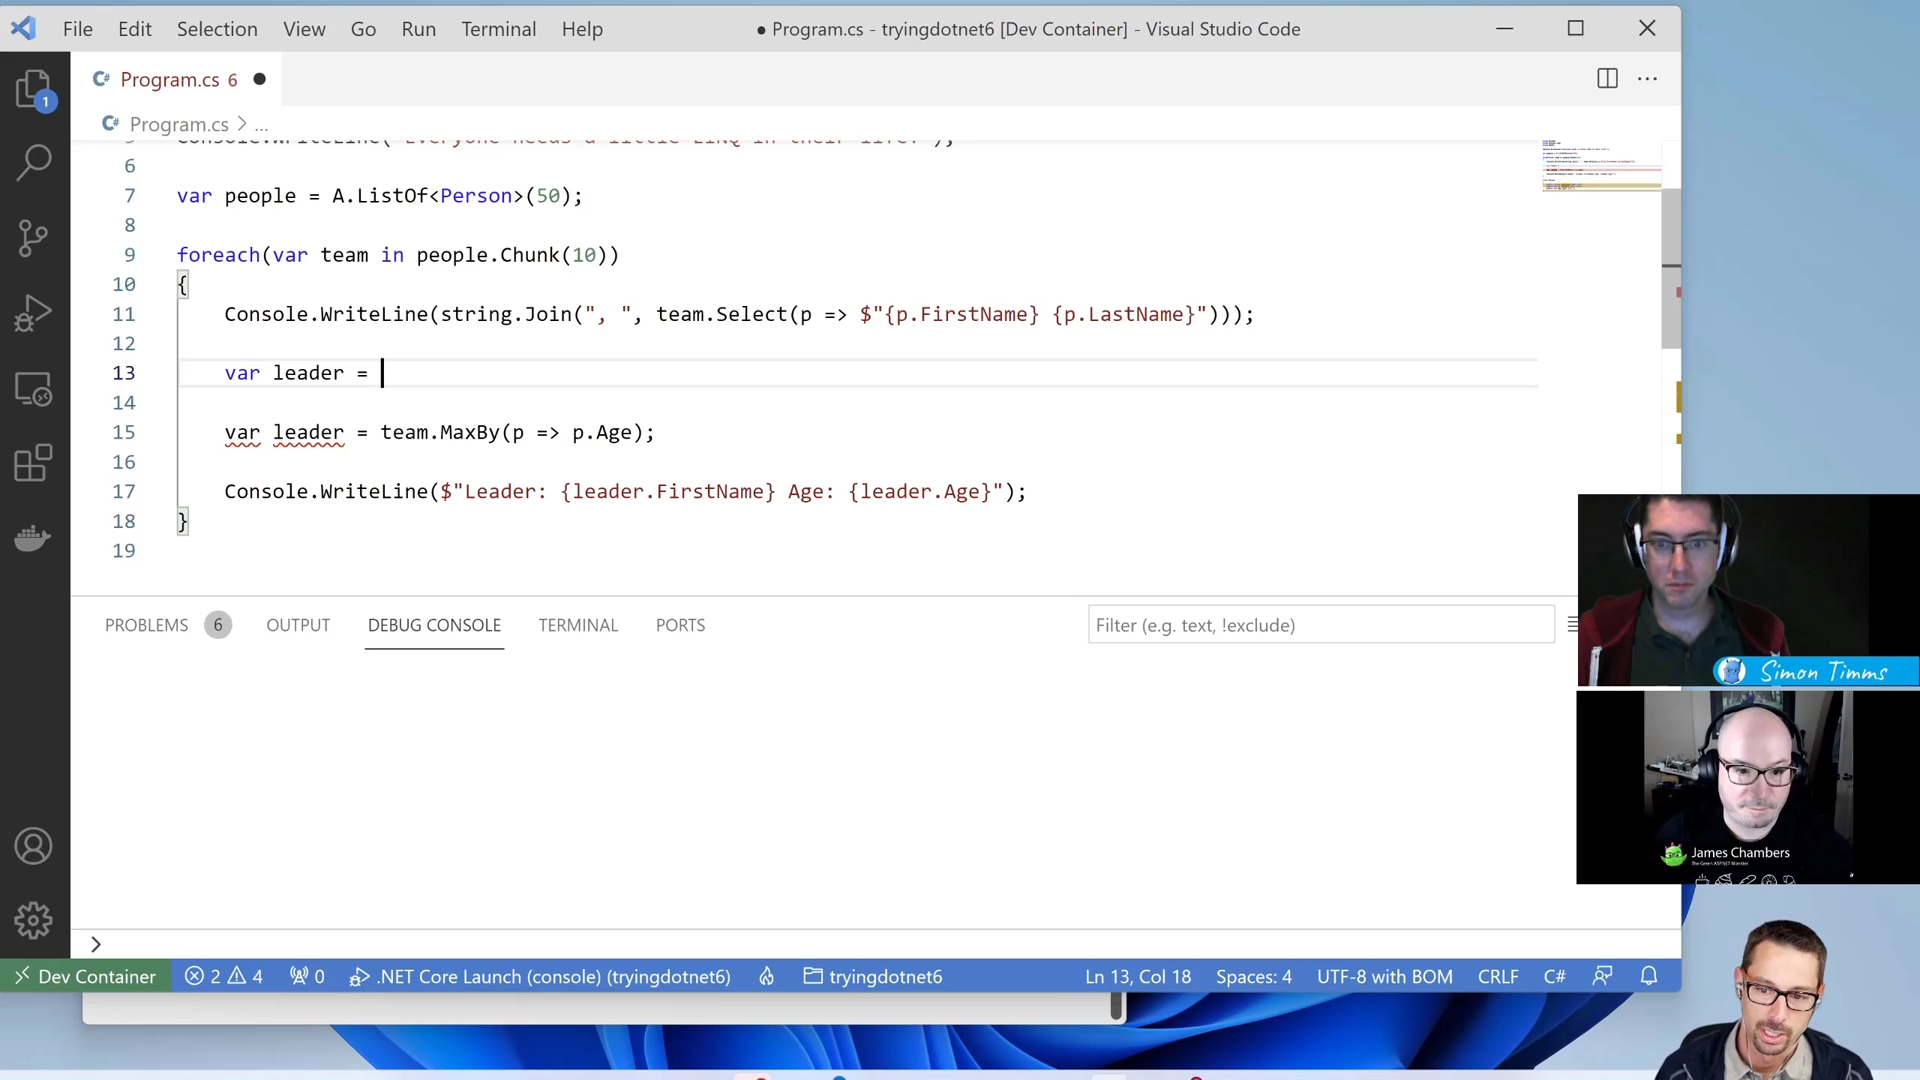 File Edit Selection View Go Run Terminal Help
● Program.cs - tryingdotnet6 [Dev Container] - Visual Studio Code
Program.cs 6
Program.cs > ...
5 Console.WriteLine("Everyone needs a little LINQ in their life!");
6
7 var people = A.ListOf<Person>(50);
8
9 foreach(var team in people.Chunk(10))
10 {
11 Console.WriteLine(string.Join(", ", team.Select(p => $"{p.FirstName} {p.LastName}")));
12
13 var leader =
14
15 var leader = team.MaxBy(p => p.Age);
16
17 Console.WriteLine($"Leader: {leader.FirstName} Age: {leader.Age}");
18 }
19
PROBLEMS 6 OUTPUT DEBUG CONSOLE TERMINAL PORTS
Filter (e.g. text, !exclude)
Simon Timms
James Chambers
Dev Container 2 4 0 .NET Core Launch (console) (tryingdotnet6) tryingdotnet6 Ln 13, Col 18 Spaces: 4 UTF-8 with BOM CRLF C#
1